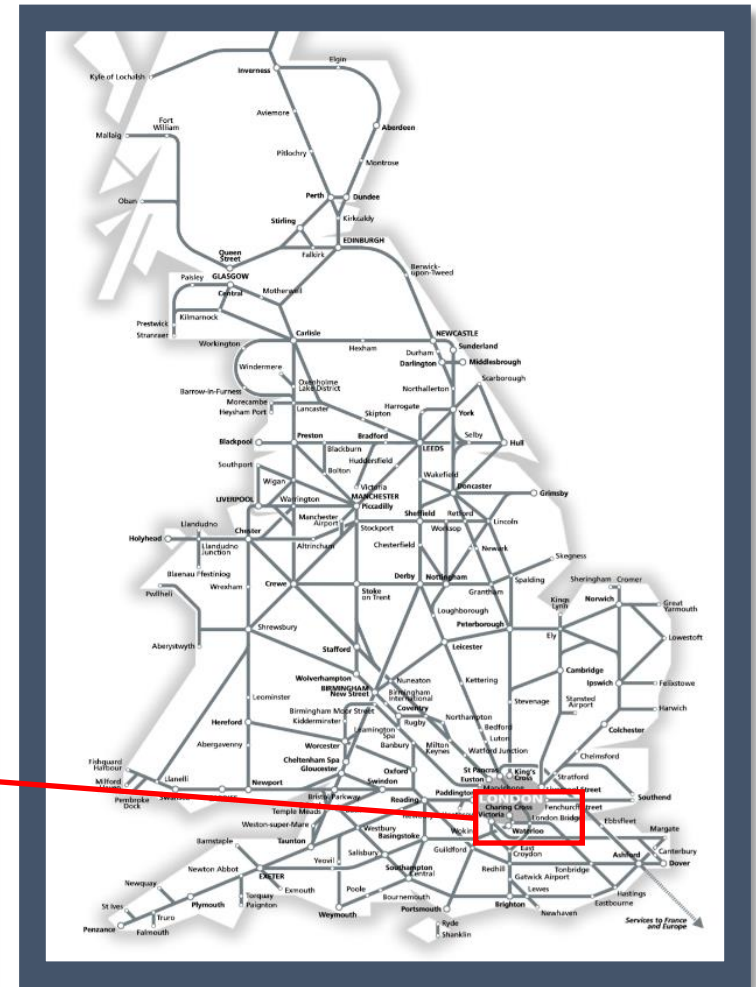 Elgin
Inverness
Kyle of Lochalsh
Aviemore
Fort
William
Aberdeen
Mallaig
Pitlochry
Montrose
Perth
Dundee
Oban
Kirkcaldy
Stirling
EDINBURGH
Queen
Street
Falkirk
Berwick-
upon-Tweed
Paisley
GLASGOW
Central
Motherwell
Prestwick
Kilmarnock
Stranraer
Carlisle
NEWCASTLE
Workington
Hexham
Sunderland
Durham
Darlington
Middlesbrough
Windermere
Scarborough
Oxenholme
Lake District
Northallerton
Barrow-in-Furness
Morecambe
Heysham Port
Lancaster
Harrogate
York
Skipton
Blackpool
Preston
Bradford
Selby
Hull
Blackburn
LEEDS
Huddersfield
Southport
Bolton
Wakefield
Wigan
Victoria
Doncaster
MANCHESTER
Grimsby
LIVERPOOL
Warrington
Piccadilly
Manchester
Airport
Sheffield
Retford
Llandudno
Stockport
Lincoln
Chester
Worksop
Holyhead
Llandudno
Junction
Altrincham
Chesterfield
Newark
Skegness
Blaenau Ffestiniog
Wrexham
Crewe
Derby
Nottingham
Spalding
Sheringham
Cromer
Pwllheli
Stoke
on Trent
Grantham
Kings
Lynn
Norwich
Great
Yarmouth
Loughborough
Shrewsbury
Peterborough
Ely
Aberystwyth
Stafford
Leicester
Lowestoft
Wolverhampton
Cambridge
BIRMINGHAM
New Street
Nuneaton
Kettering
Ipswich
Felixstowe
Leominster
Birmingham
International
Stevenage
Stansted
Airport
Birmingham Moor Street
Coventry
Harwich
Hereford
Kidderminster
Rugby
Northampton
Leamington
Spa
Bedford
Colchester
Abergavenny
Worcester
Banbury
Milton
Keynes
Luton
Cheltenham Spa
Watford Junction
Chelmsford
Fishguard
Harbour
Gloucester
Oxford
St Pancras
King's
Cross
Llanelli
Swindon
Euston
Stratford
Milford
Newport
Paddington
Pembroke
Dock
Bristol Parkway
Reading
LONDON
Southend
Temple Meads
Charing Cross
Fenchurch Street
Weston-super-Mare
Victoria
London Bridge
Ebbsfleet
Westbury
Basingstoke
Waterloo
Margate
Barnstaple
Taunton
Guildford
East
Croydon
Canterbury
Salisbury
Ashford
Newton Abbot
Yeovil
Southampton
Central
Redhill
Tonbridge
Dover
EXETER
Gatwick Airport
Newquay
Exmouth
Poole
Lewes
Hastings
Torquay
Paignton
Bournemouth
Eastbourne
St Ives
Plymouth
Portsmouth
Brighton
Truro
Weymouth
Newhaven
Penzance
Falmouth
Ryde
Shanklin
Services to France
and Europe